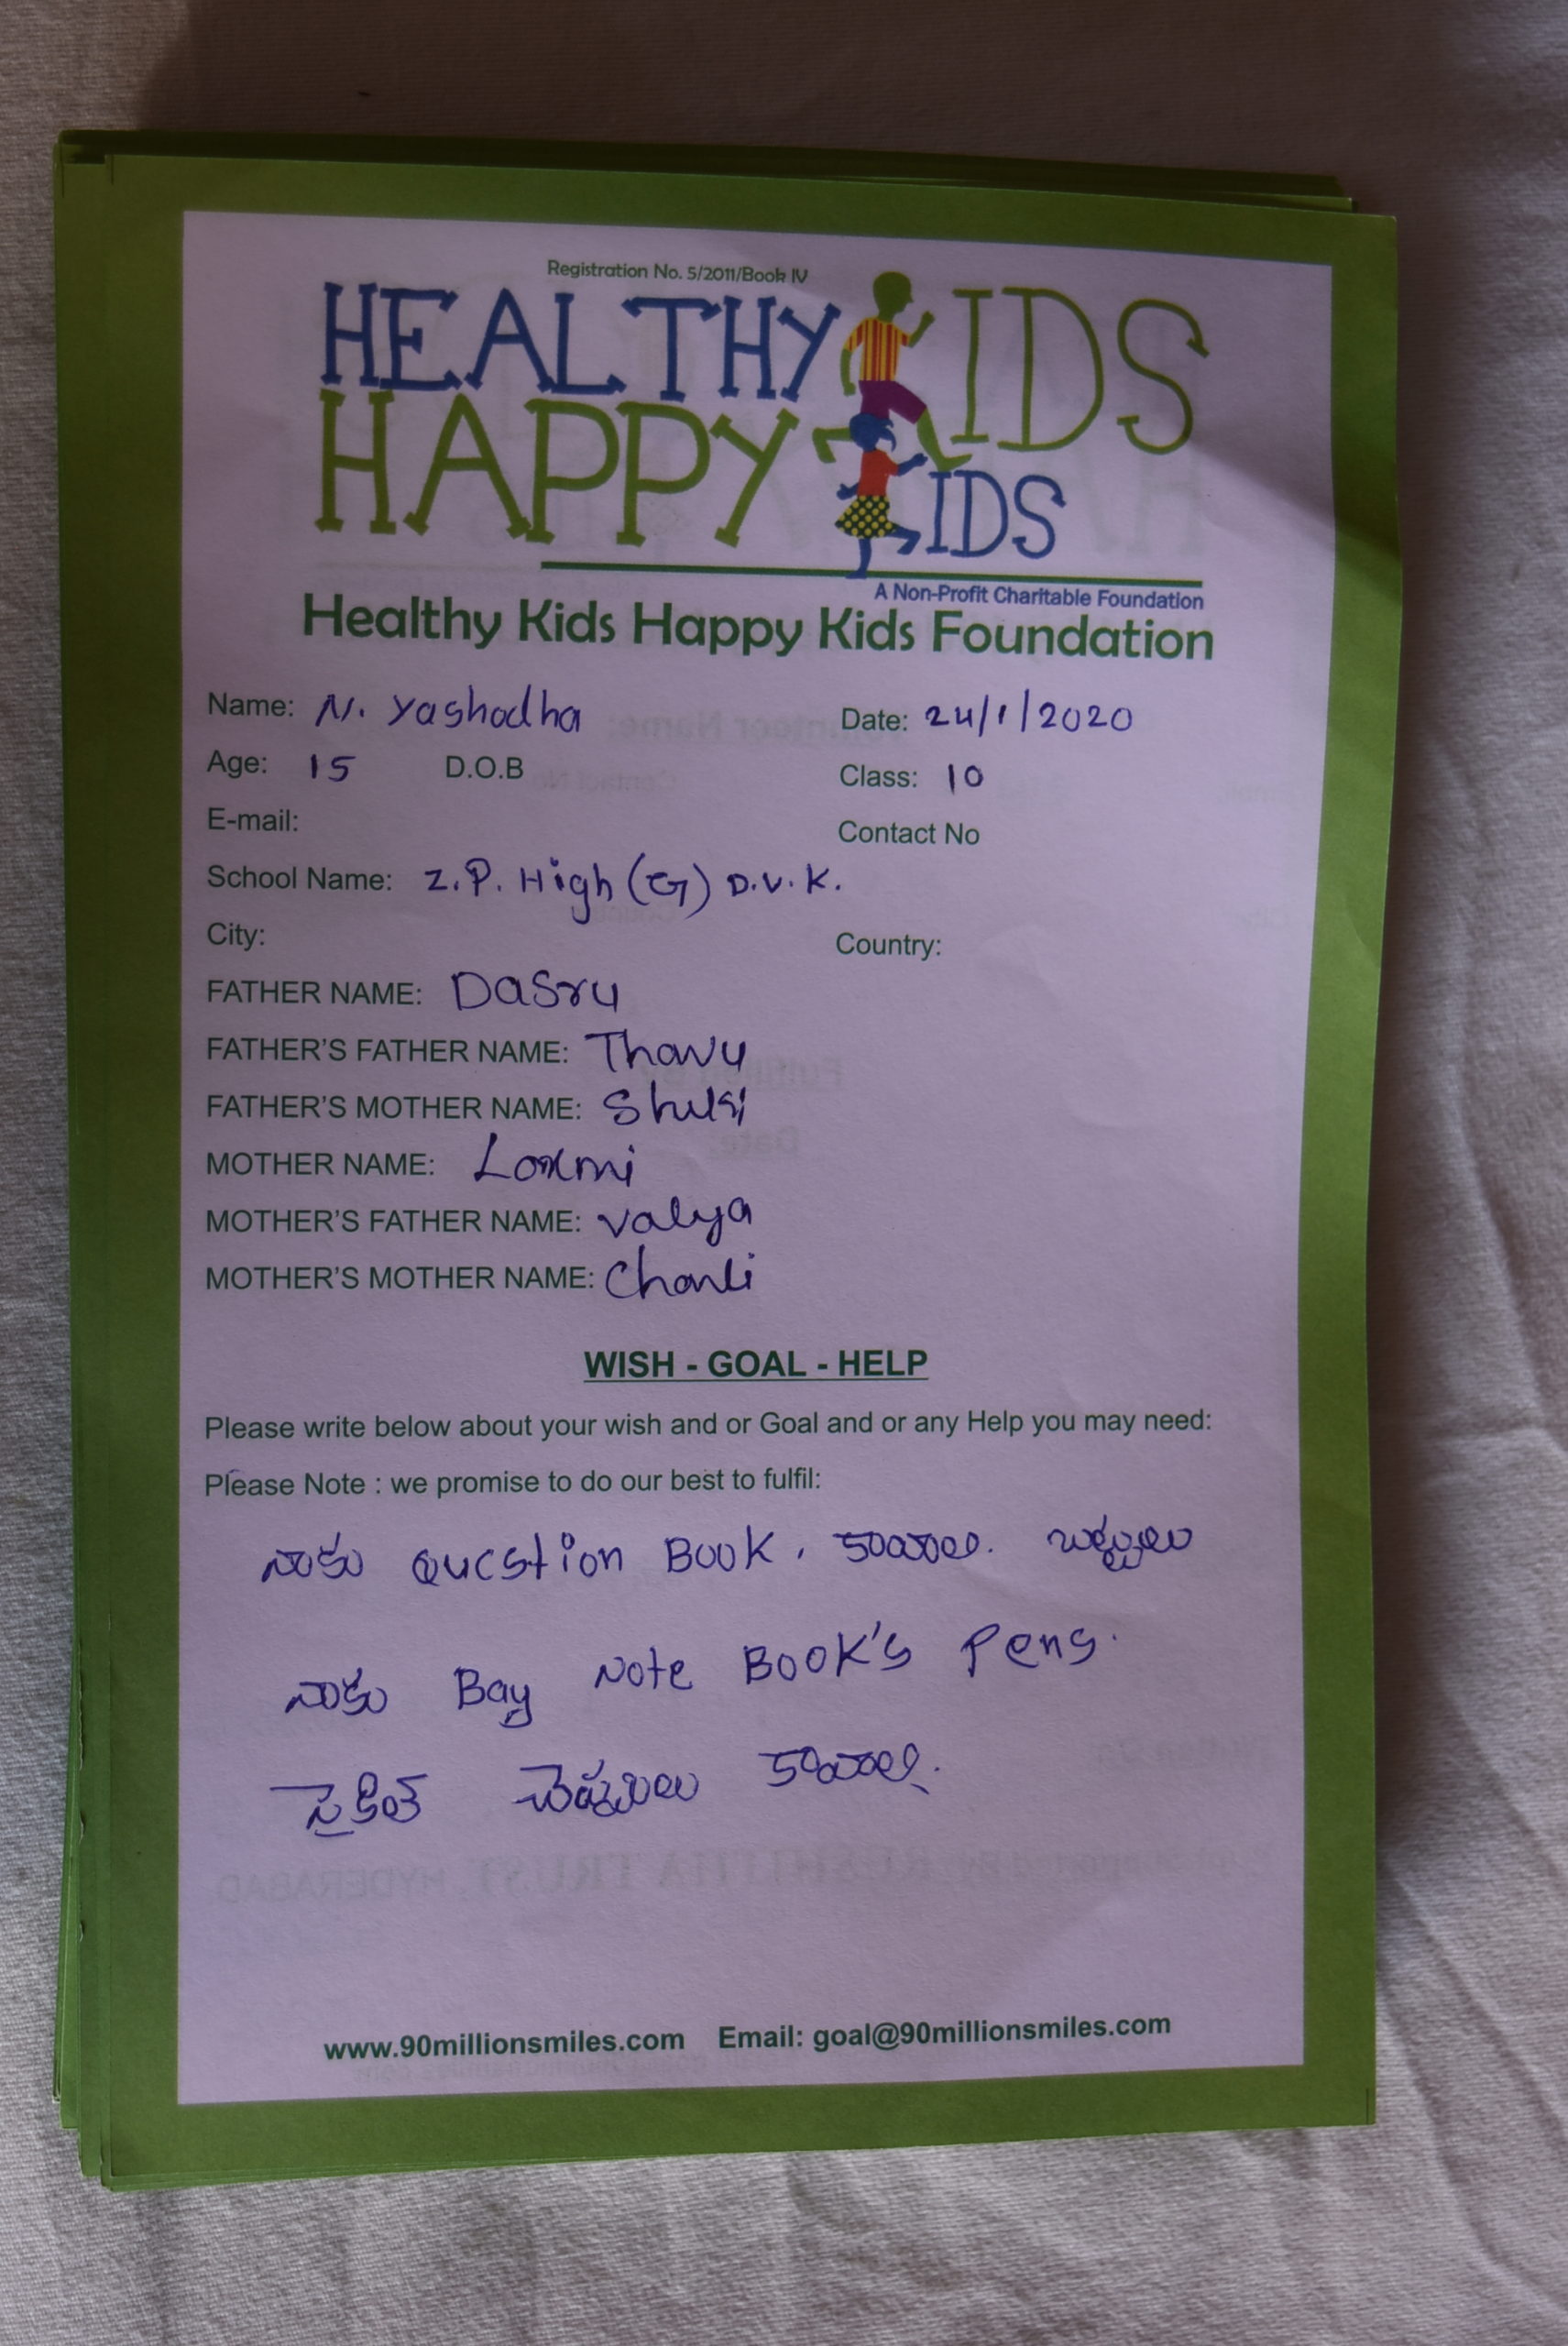 Registration No. 5/2011/Book IV
HEALTHY KIDS
HAPPY KIDS
A Non-Profit Charitable Foundation
Healthy Kids Happy Kids Foundation
Name: N. Yashodha Date: 24/1/2020
Age: 15 D.O.B Class: 10
E-mail: Contact No
School Name: Z.P. High (G) D.V.K.
City: Country:
FATHER NAME: Dasru
FATHER'S FATHER NAME: Thavu
FATHER'S MOTHER NAME:
MOTHER NAME: Laxmi
MOTHER'S FATHER NAME: Valya
MOTHER'S MOTHER NAME:
WISH - GOAL - HELP
Please write below about your wish and or Goal and or any Help you may need:
Please Note : we promise to do our best to fulfil:
నాకు Question Book. కావాలి.
నాకు Bag Note Book's Pens.
సైకిల్ చెప్పులు కావాలి.
www.90millionsmiles.com Email: goal@90millionsmiles.com